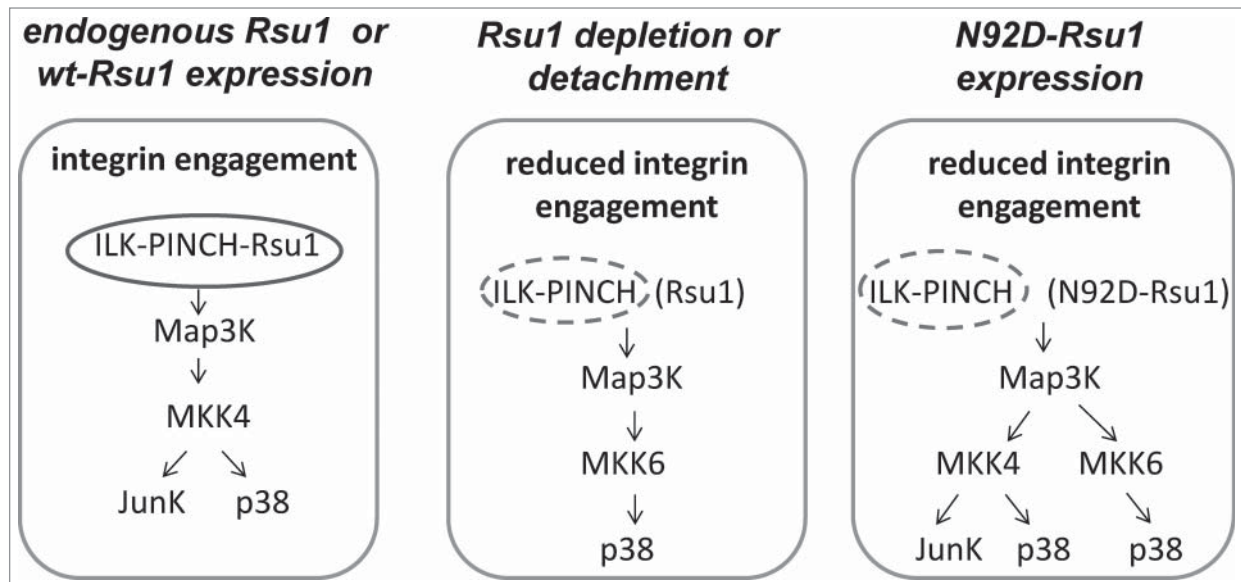 endogenous Rsu1 or
wt-Rsu1 expression
integrin engagement
ILK-PINCH-Rsu1
Map3K
MKK4
JunK p38
Rsu1 depletion or
detachment
reduced integrin
engagement
ILK-PINCH (Rsu1)
Map3K
MKK6
p38
N92D-Rsu1
expression
reduced integrin
engagement
ILK-PINCH (N92D-Rsu1)
Map3K
MKK4 MKK6
JunK p38 p38